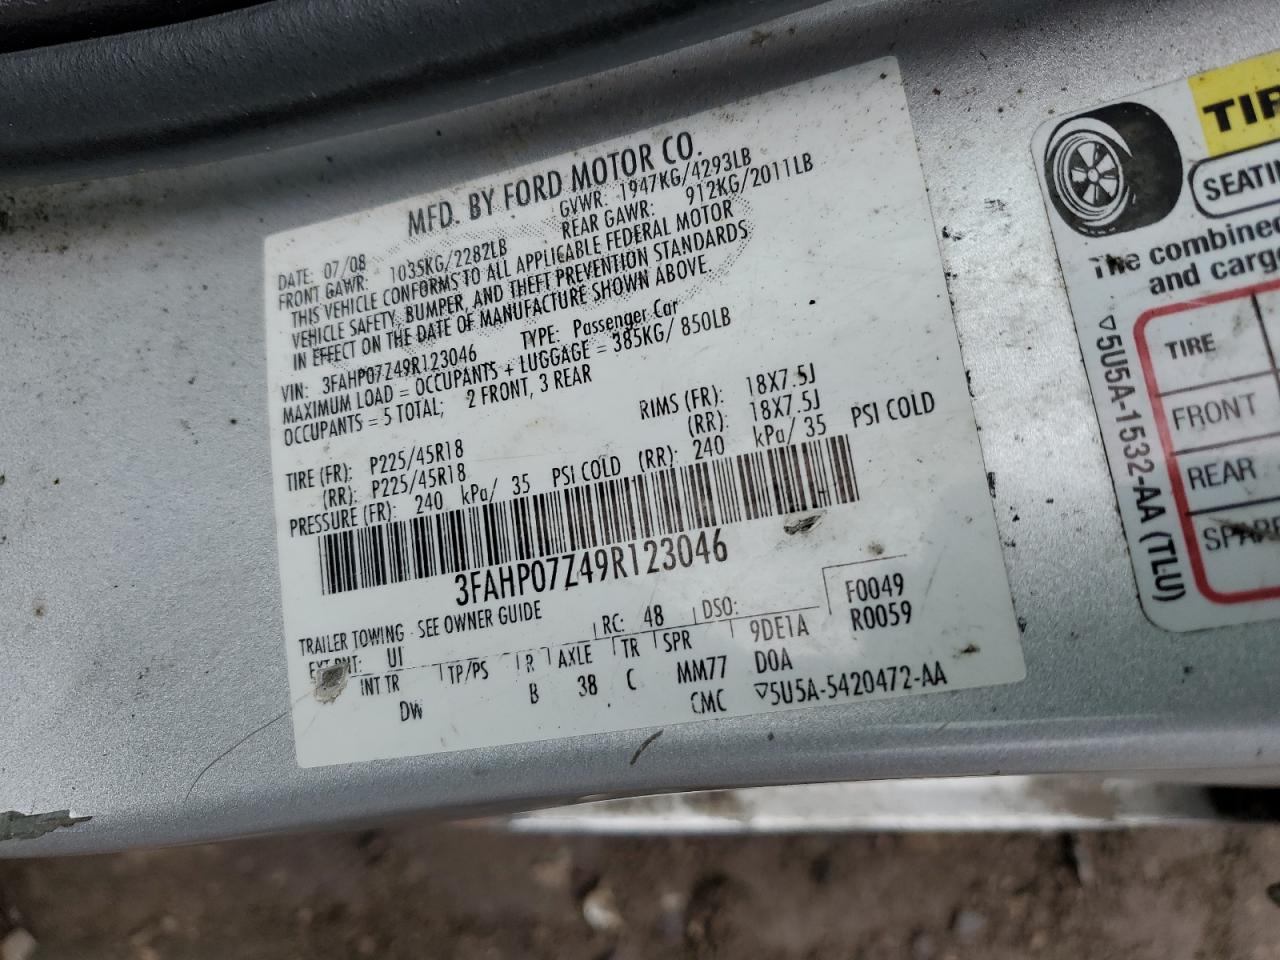 MFD. BY FORD MOTOR CO.
DATE: 07/08 GVWR: 1947KG/4293LB
FRONT GAWR: 1035KG/2282LB REAR GAWR: 912KG/2011LB
THIS VEHICLE CONFORMS TO ALL APPLICABLE FEDERAL MOTOR
VEHICLE SAFETY, BUMPER, AND THEFT PREVENTION STANDARDS
IN EFFECT ON THE DATE OF MANUFACTURE SHOWN ABOVE.
VIN: 3FAHP07Z49R123046 TYPE: Passenger Car
MAXIMUM LOAD = OCCUPANTS + LUGGAGE = 385KG/ 850LB
OCCUPANTS = 5 TOTAL; 2 FRONT, 3 REAR
TIRE (FR): P225/45R18 RIMS (FR): 18X7.5J
(RR): P225/45R18 (RR): 18X7.5J
PRESSURE (FR): 240 kPa/ 35 PSI COLD (RR): 240 kPa/ 35 PSI COLD
3FAHP07Z49R123046
TRAILER TOWING - SEE OWNER GUIDE
EXT PNT: UI RC: 48 DSO: F0049
INT TR TP/PS R AXLE TR SPR 9DE1A R0059
DW B 38 C MM77 D0A
CMC ▽5U5A-5420472-AA
TIR
SEATI
The combined
and cargo
TIRE
FRONT
REAR
SPARE
▽5U5A-1532-AA (TLU)